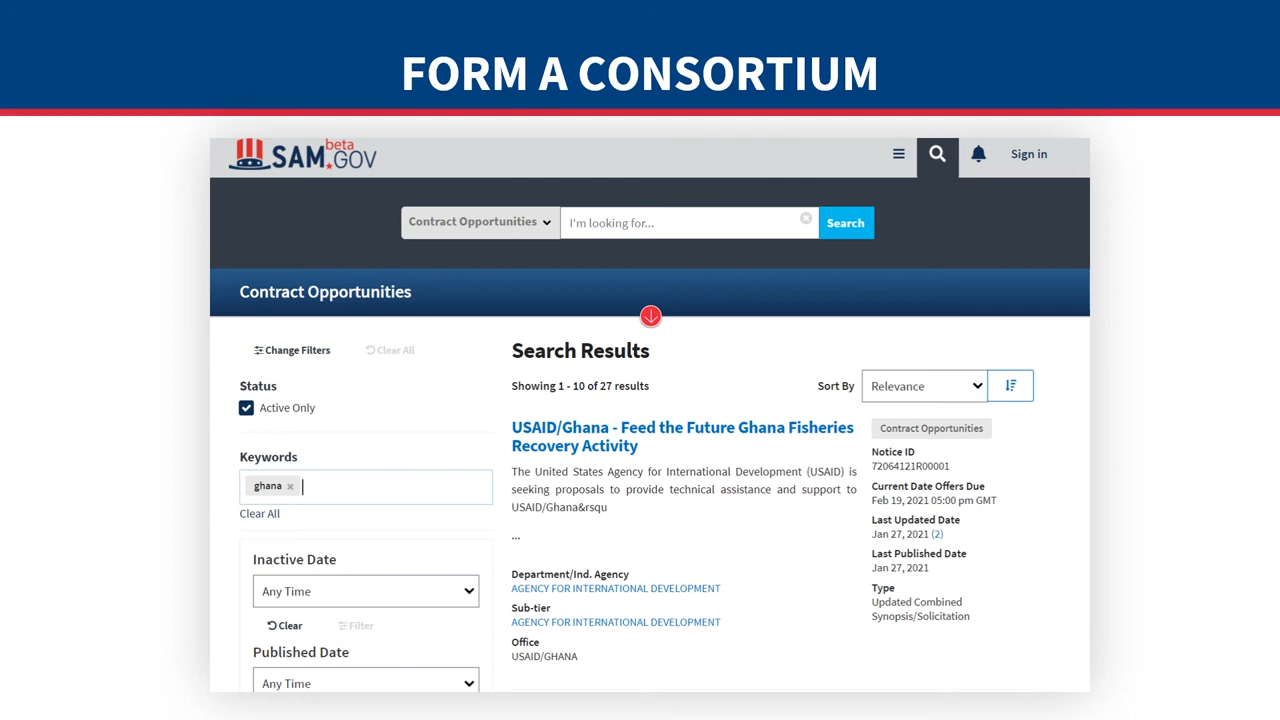 FORM A CONSORTIUM
SAM.GOV beta
Sign in
Contract Opportunities
I'm looking for...
Search
Contract Opportunities
Change Filters
Clear All
Status
Active Only
Keywords
ghana ×
Clear All
Inactive Date
Any Time
Clear
Filter
Published Date
Any Time
Search Results
Showing 1 - 10 of 27 results
Sort By
Relevance
USAID/Ghana - Feed the Future Ghana Fisheries
Recovery Activity
The United States Agency for International Development (USAID) is
seeking proposals to provide technical assistance and support to
USAID/Ghana&rsqu
...
Department/Ind. Agency
AGENCY FOR INTERNATIONAL DEVELOPMENT
Sub-tier
AGENCY FOR INTERNATIONAL DEVELOPMENT
Office
USAID/GHANA
Contract Opportunities
Notice ID
72064121R00001
Current Date Offers Due
Feb 19, 2021 05:00 pm GMT
Last Updated Date
Jan 27, 2021 (2)
Last Published Date
Jan 27, 2021
Type
Updated Combined
Synopsis/Solicitation